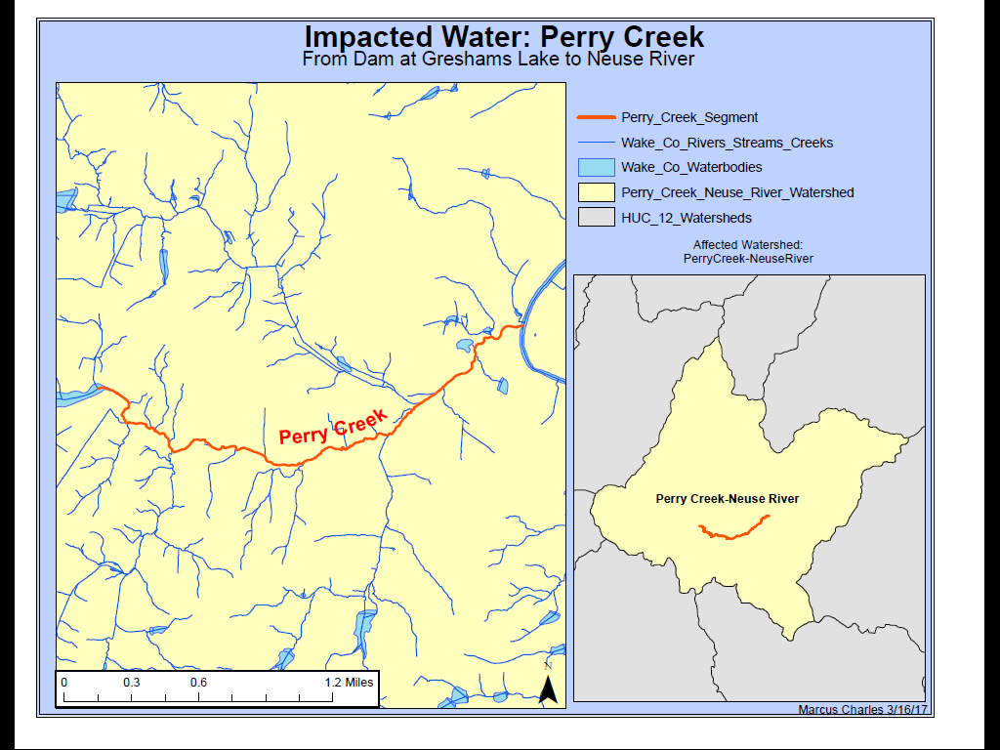 Impacted Water: Perry Creek
From Dam at Greshams Lake to Neuse River
Perry_Creek_Segment
Wake_Co_Rivers_Streams_Creeks
Wake_Co_Waterbodies
Perry_Creek_Neuse_River_Watershed
HUC_12_Watersheds
Affected Watershed:
PerryCreek-NeuseRiver
Perry Creek
Perry Creek-Neuse River
N
0 0.3 0.6 1.2 Miles
Marcus Charles 3/16/17